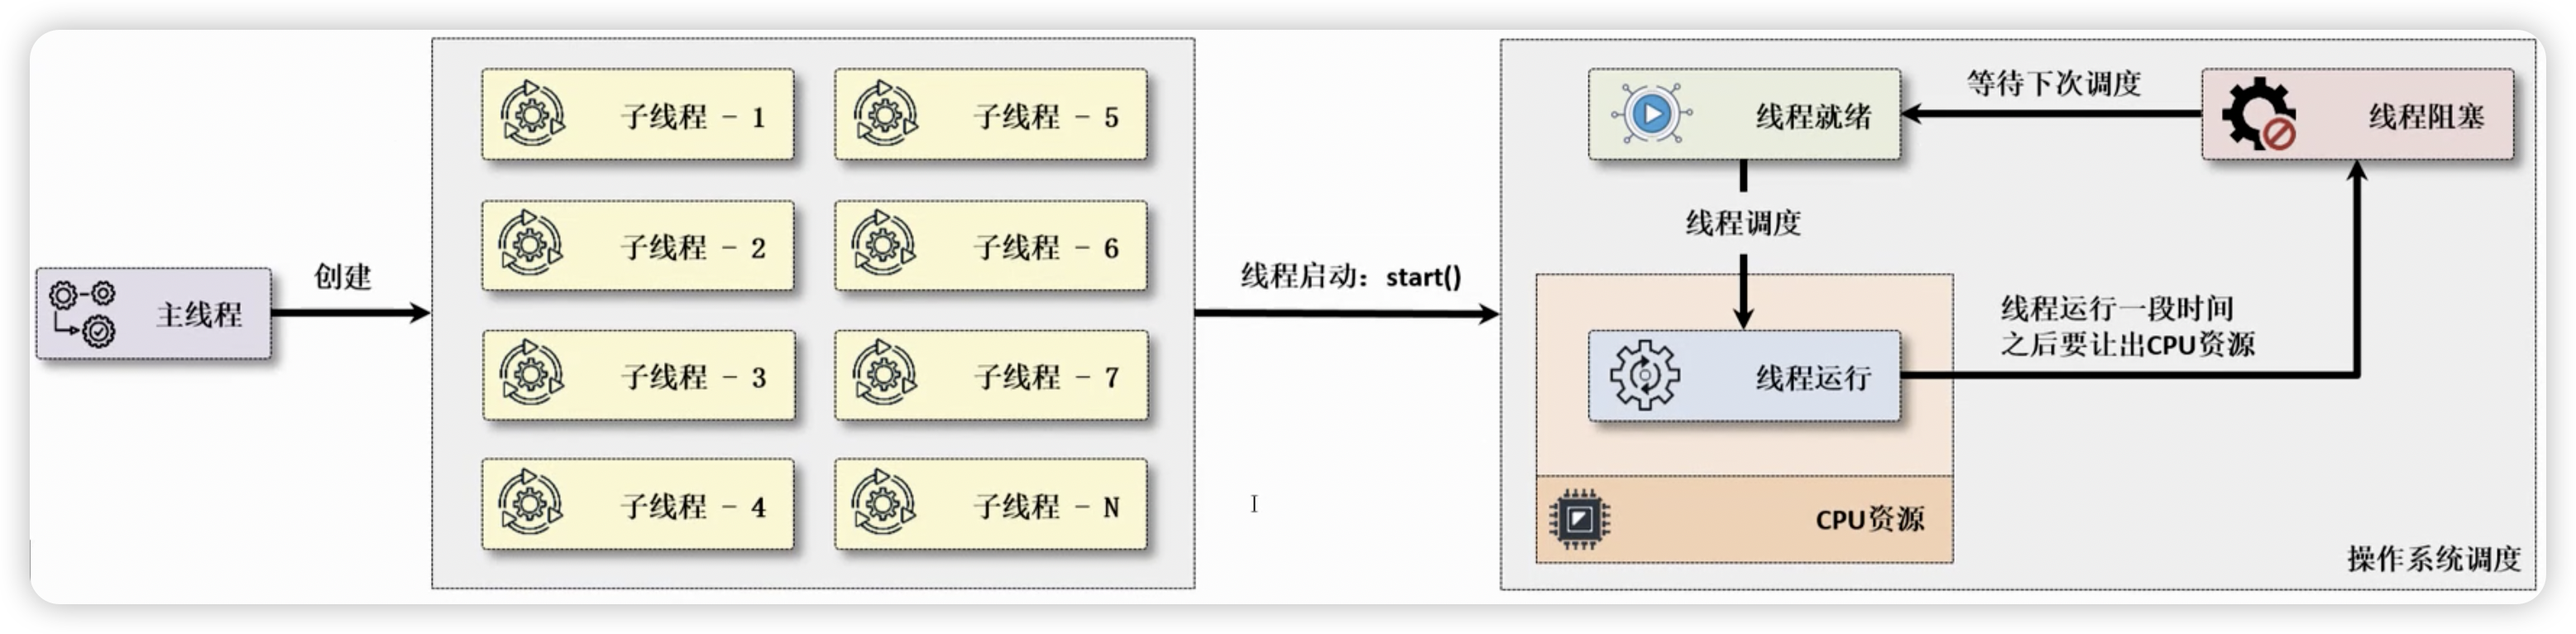 主线程
创建
子线程 - 1
子线程 - 5
子线程 - 2
子线程 - 6
子线程 - 3
子线程 - 7
子线程 - 4
子线程 - N
线程启动：start()
线程就绪
等待下次调度
线程阻塞
线程调度
线程运行
线程运行一段时间
之后要让出CPU资源
CPU资源
操作系统调度